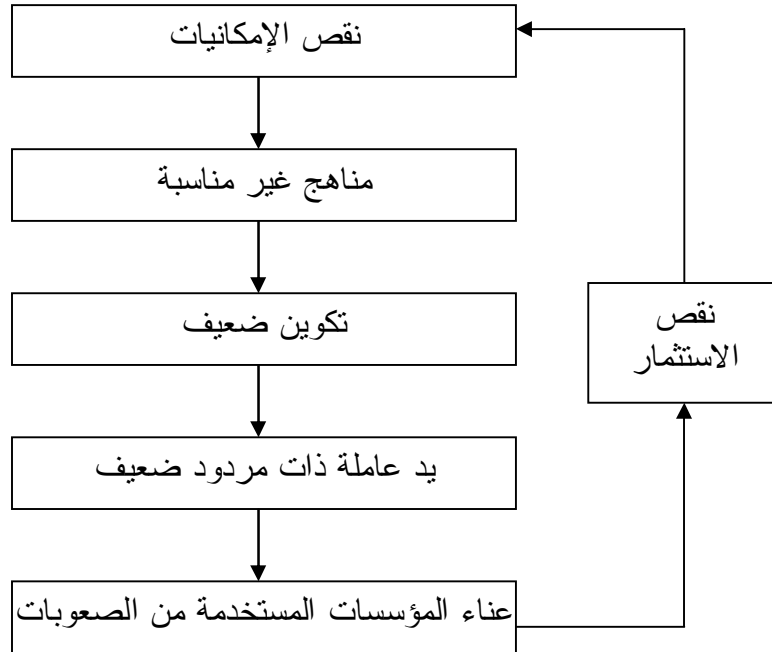 نقص الإمكانيات
مناهج غير مناسبة
تكوين ضعيف
نقص
الاستثمار
يد عاملة ذات مردود ضعيف
عناء المؤسسات المستخدمة من الصعوبات